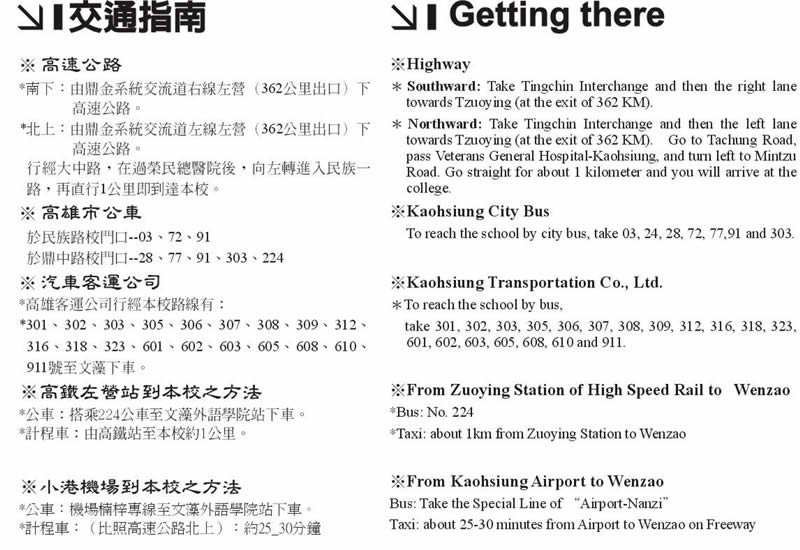 交通指南
※ 高速公路
*南下：由鼎金系統交流道右線左營（362公里出口）下
高速公路。
*北上：由鼎金系統交流道左線左營（362公里出口）下
高速公路。
行經大中路，在過榮民總醫院後，向左轉進入民族一
路，再直行1公里即到達本校。
※ 高雄市公車
於民族路校門口--03、72、91
於鼎中路校門口--28、77、91、303、224
※ 汽車客運公司
*高雄客運公司行經本校路線有：
*301、302、303、305、306、307、308、309、312、
316、318、323、601、602、603、605、608、610、
911號至文藻下車。
※高鐵左營站到本校之方法
*公車：搭乘224公車至文藻外語學院站下車。
*計程車：由高鐵站至本校約1公里。
※小港機場到本校之方法
*公車：機場楠梓專線至文藻外語學院站下車。
*計程車：（比照高速公路北上）：約25_30分鐘
Getting there
※Highway
＊ Southward: Take Tingchin Interchange and then the right lane
towards Tzuoying (at the exit of 362 KM).
＊ Northward: Take Tingchin Interchange and then the left lane
towards Tzuoying (at the exit of 362 KM). Go to Tachung Road,
pass Veterans General Hospital-Kaohsiung, and turn left to Mintzu
Road. Go straight for about 1 kilometer and you will arrive at the
college.
※Kaohsiung City Bus
To reach the school by city bus, take 03, 24, 28, 72, 77,91 and 303.
※Kaohsiung Transportation Co., Ltd.
＊To reach the school by bus,
take 301, 302, 303, 305, 306, 307, 308, 309, 312, 316, 318, 323,
601, 602, 603, 605, 608, 610 and 911.
※From Zuoying Station of High Speed Rail to Wenzao
*Bus: No. 224
*Taxi: about 1km from Zuoying Station to Wenzao
※From Kaohsiung Airport to Wenzao
Bus: Take the Special Line of “Airport-Nanzi”
Taxi: about 25-30 minutes from Airport to Wenzao on Freeway